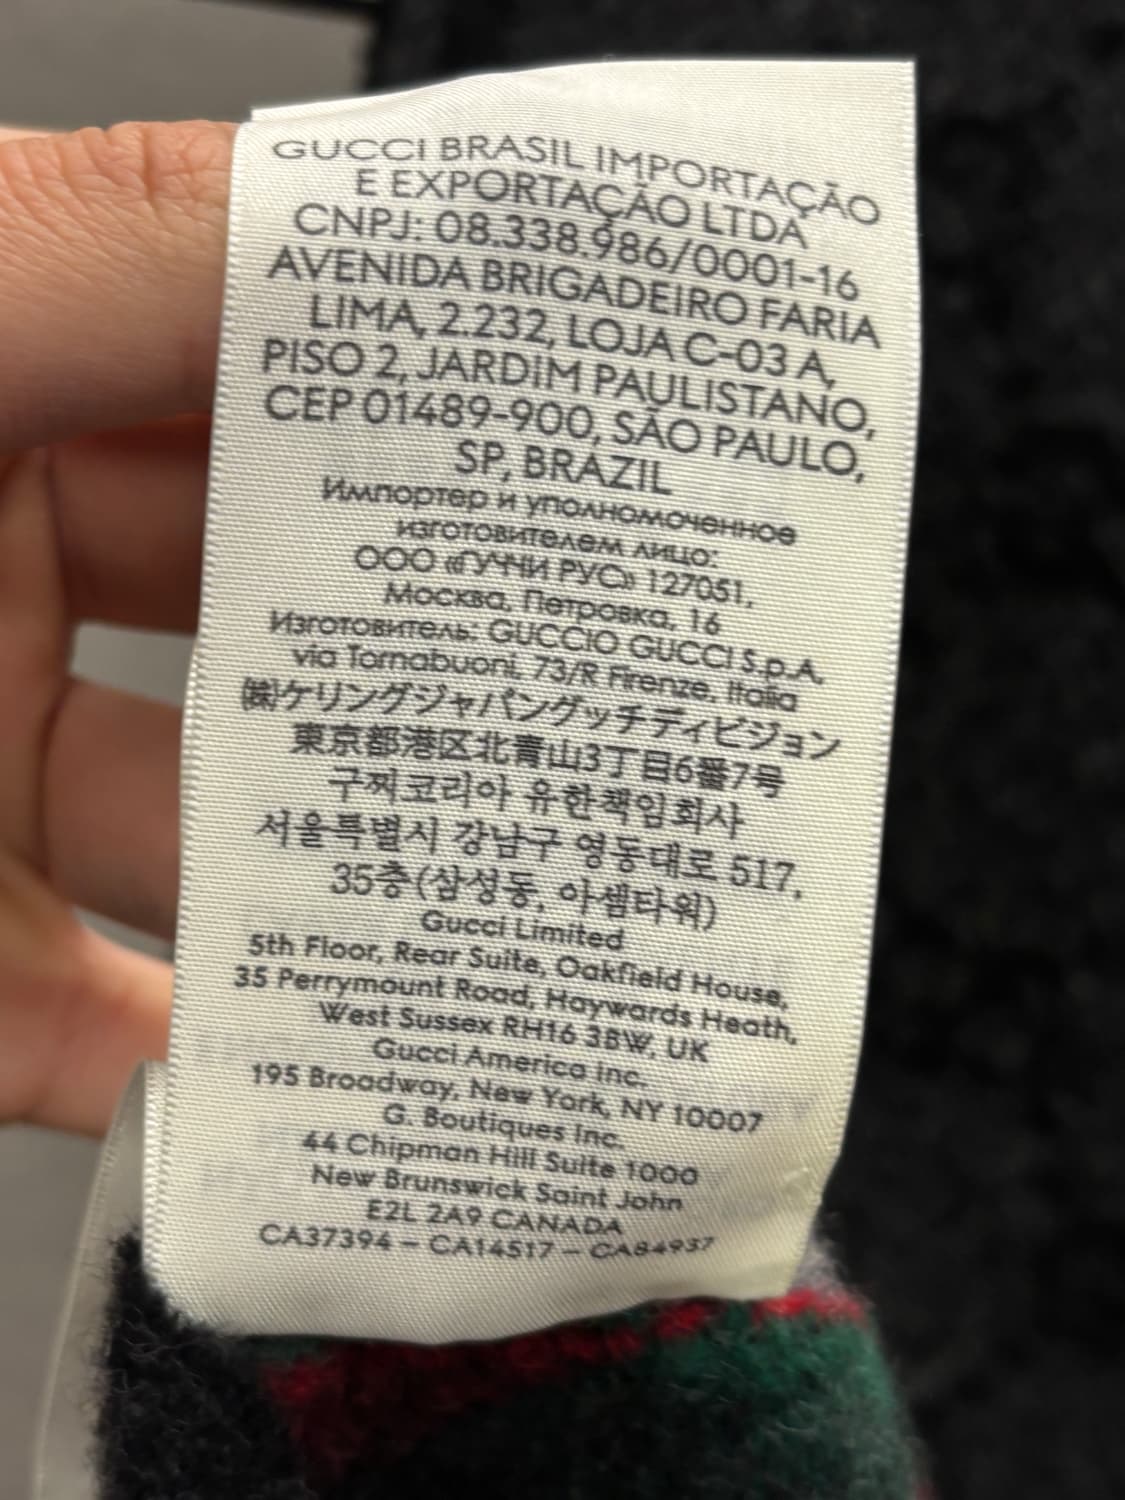 GUCCI BRASIL IMPORTAÇÃO
E EXPORTAÇÃO LTDA
CNPJ: 08.338.986/0001-16
AVENIDA BRIGADEIRO FARIA
LIMA, 2.232, LOJA C-03 A,
PISO 2, JARDIM PAULISTANO,
CEP 01489-900, SÃO PAULO,
SP, BRAZIL
Импортер и уполномоченное
изготовителем лицо:
ООО «ГУЧЧИ РУС» 127051,
Москва, Петровка, 16
Изготовитель: GUCCIO GUCCI S.p.A.
via Tornabuoni, 73/R Firenze, Italia
㈱ケリングジャパングッチディビジョン
東京都港区北青山3丁目6番7号
구찌코리아 유한책임회사
서울특별시 강남구 영동대로 517,
35층(삼성동, 아셈타워)
Gucci Limited
5th Floor, Rear Suite, Oakfield House,
35 Perrymount Road, Haywards Heath,
West Sussex RH16 3BW, UK
Gucci America Inc.
195 Broadway, New York, NY 10007
G. Boutiques Inc.
44 Chipman Hill Suite 1000
New Brunswick Saint John
E2L 2A9 CANADA
CA37394 – CA14517 – CA84937